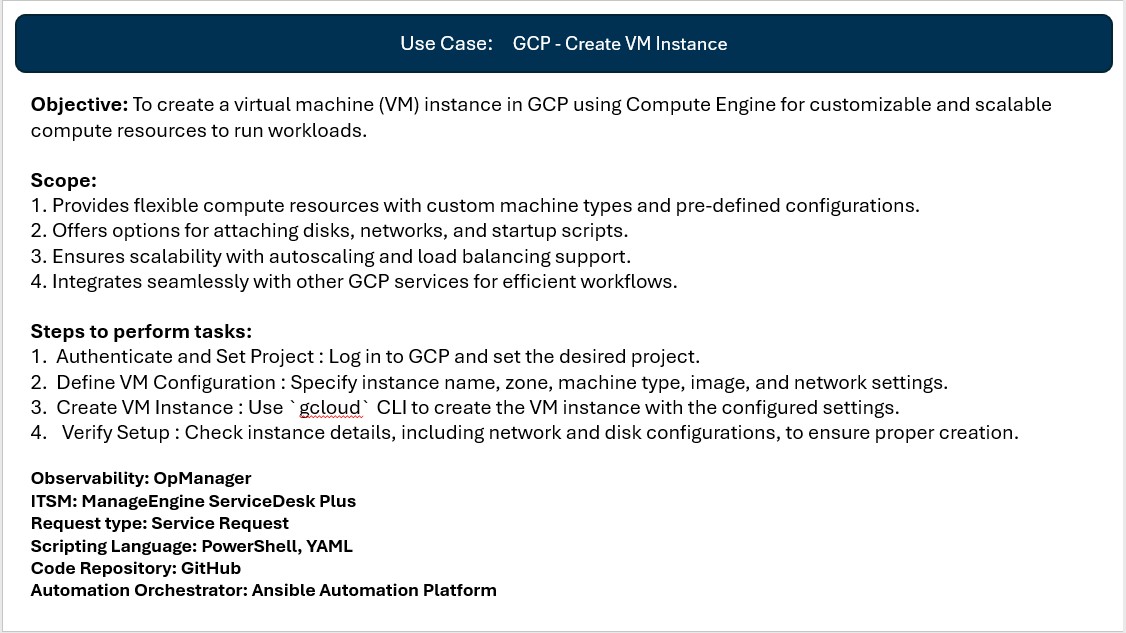 Use Case: GCP - Create VM Instance
Objective: To create a virtual machine (VM) instance in GCP using Compute Engine for customizable and scalable
compute resources to run workloads.
Scope:
1. Provides flexible compute resources with custom machine types and pre-defined configurations.
2. Offers options for attaching disks, networks, and startup scripts.
3. Ensures scalability with autoscaling and load balancing support.
4. Integrates seamlessly with other GCP services for efficient workflows.
Steps to perform tasks:
1. Authenticate and Set Project : Log in to GCP and set the desired project.
2. Define VM Configuration : Specify instance name, zone, machine type, image, and network settings.
3. Create VM Instance : Use `gcloud` CLI to create the VM instance with the configured settings.
4. Verify Setup : Check instance details, including network and disk configurations, to ensure proper creation.
Observability: OpManager
ITSM: ManageEngine ServiceDesk Plus
Request type: Service Request
Scripting Language: PowerShell, YAML
Code Repository: GitHub
Automation Orchestrator: Ansible Automation Platform